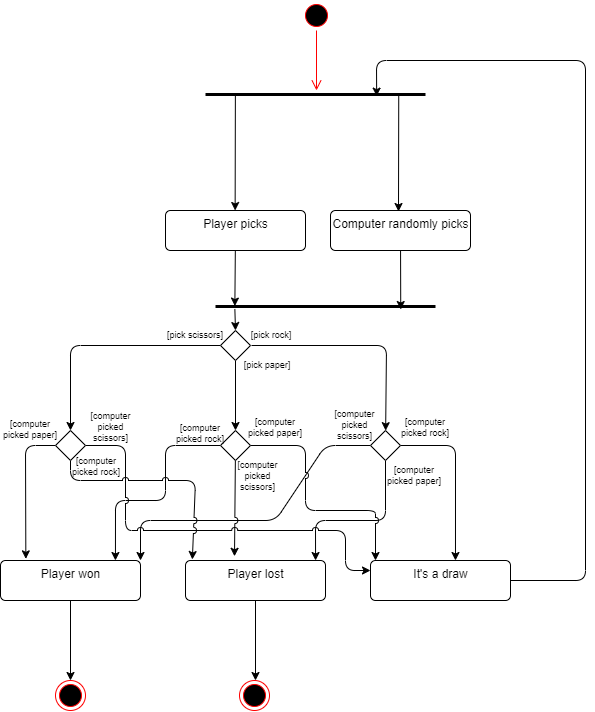 Player picks
Computer randomly picks
[pick scissors]
[pick rock]
[pick paper]
[computer
picked paper]
[computer
picked
scissors]
[computer
picked rock]
[computer
picked rock]
[computer
picked paper]
[computer
picked
scissors]
[computer
picked
scissors]
[computer
picked rock]
[computer
picked paper]
Player won
Player lost
It's a draw